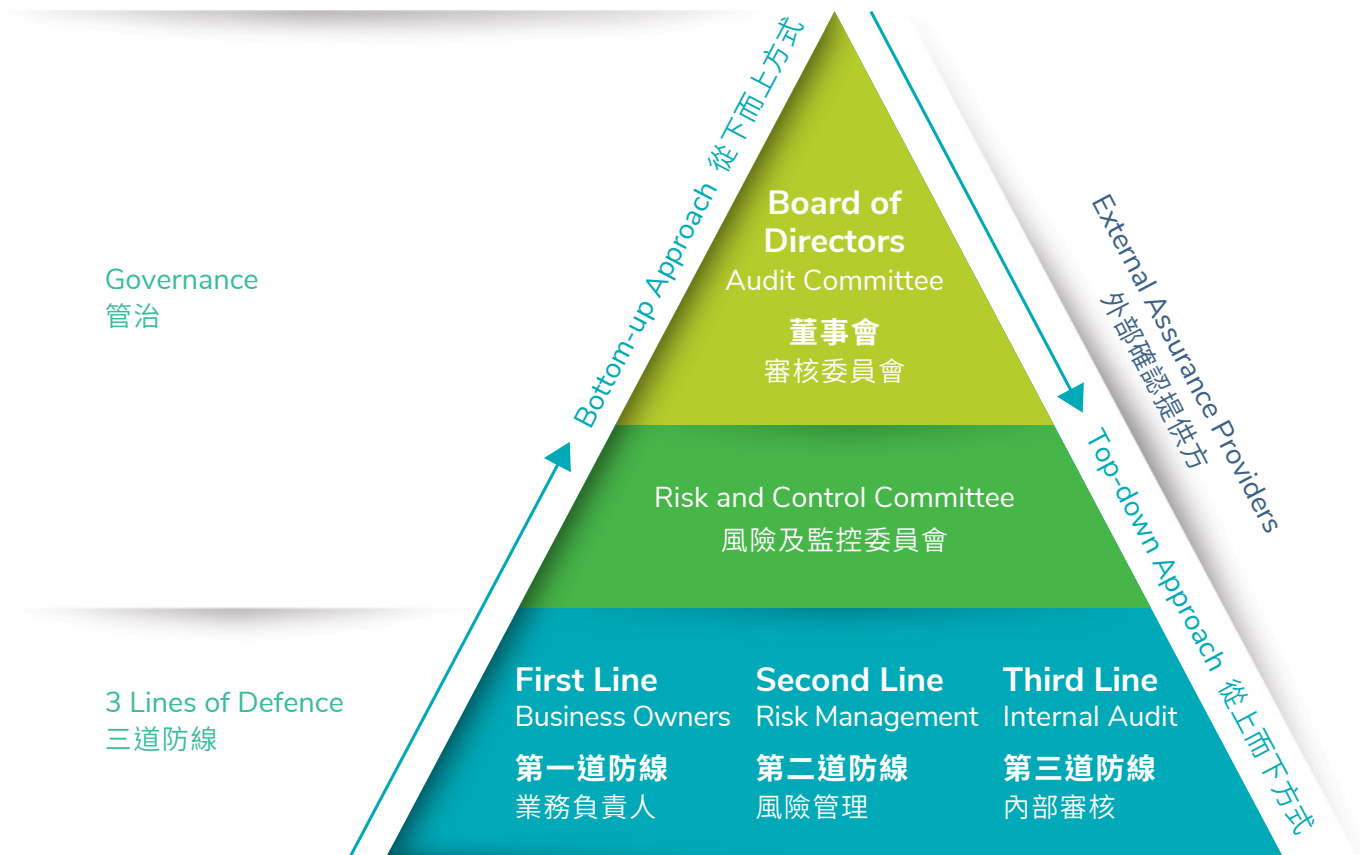 Governance
管治
3 Lines of Defence
三道防線
Bottom-up Approach 從下而上方式
Board of
Directors
Audit Committee
董事會
審核委員會
Risk and Control Committee
風險及監控委員會
First Line
Business Owners
第一道防線
業務負責人
Second Line
Risk Management
第二道防線
風險管理
Third Line
Internal Audit
第三道防線
內部審核
Top-down Approach 從上而下方式
External Assurance Providers
外部確認提供方